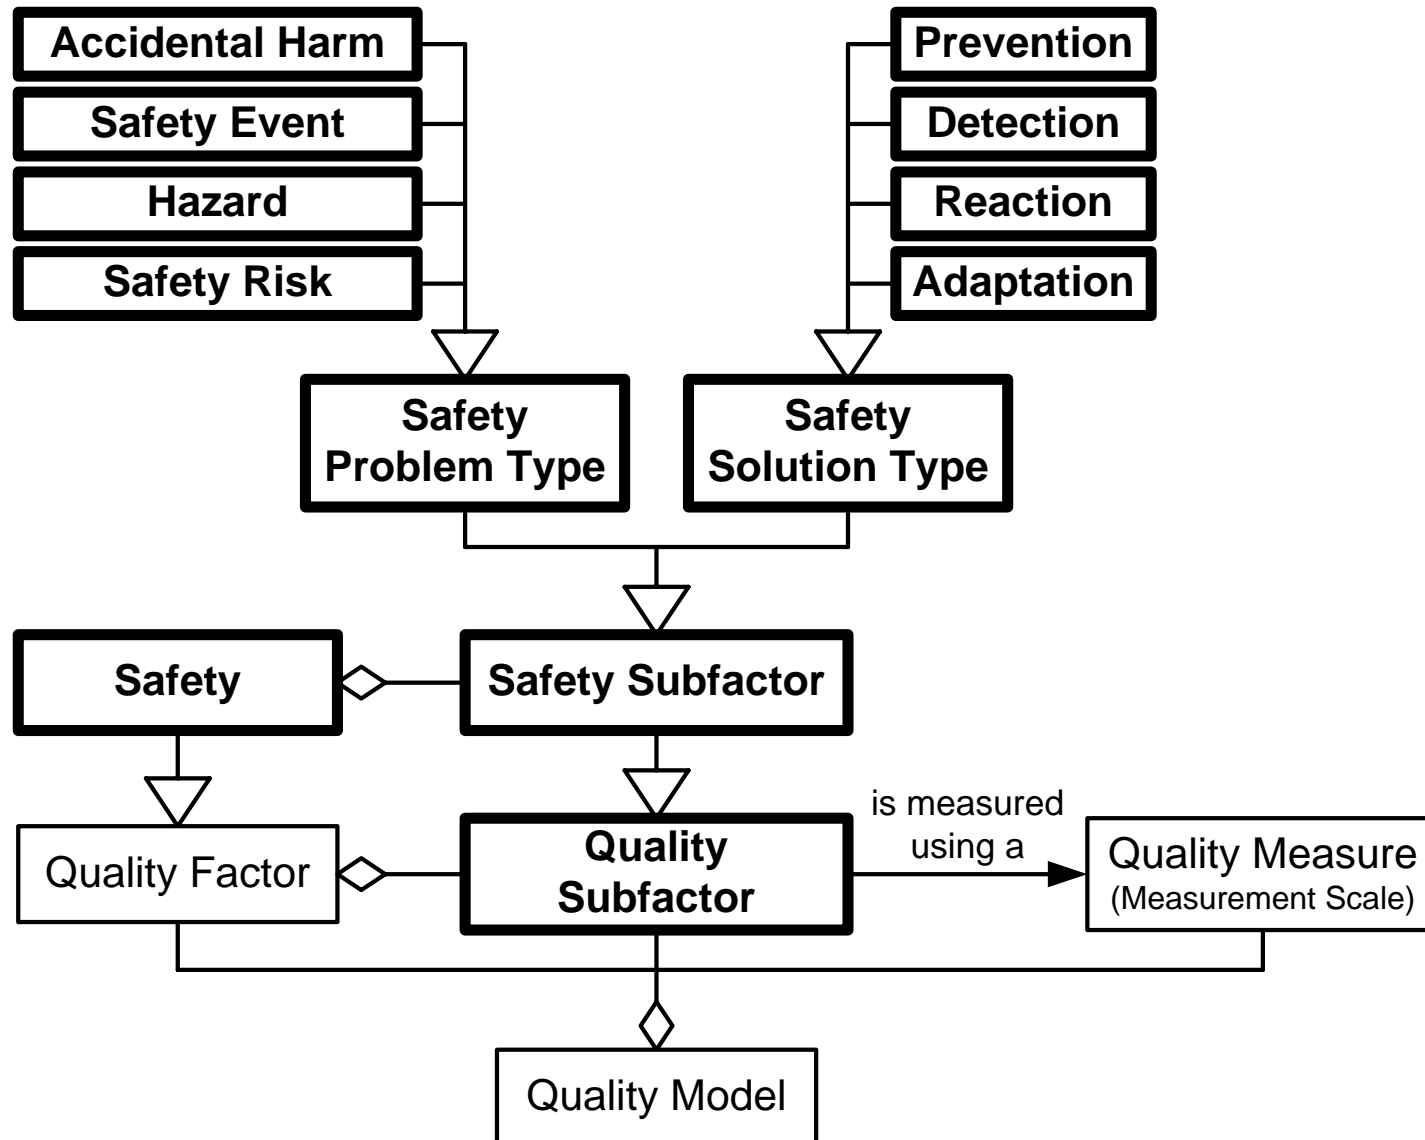 Accidental Harm
Safety Event
Hazard
Safety Risk
Prevention
Detection
Reaction
Adaptation
Safety
Problem Type
Safety
Solution Type
Safety
Safety Subfactor
Quality Factor
Quality
Subfactor
is measured
using a
Quality Measure
(Measurement Scale)
Quality Model